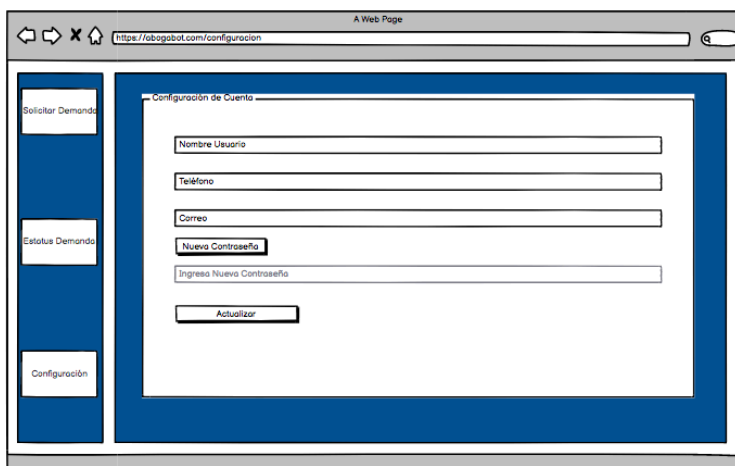 A Web Page
https://abogabot.com/configuracion
Solicitar Demanda
Estatus Demanda
Configuración
Configuración de Cuenta
Nombre Usuario
Teléfono
Correo
Nueva Contraseña
Ingresa Nueva Contraseña
Actualizar